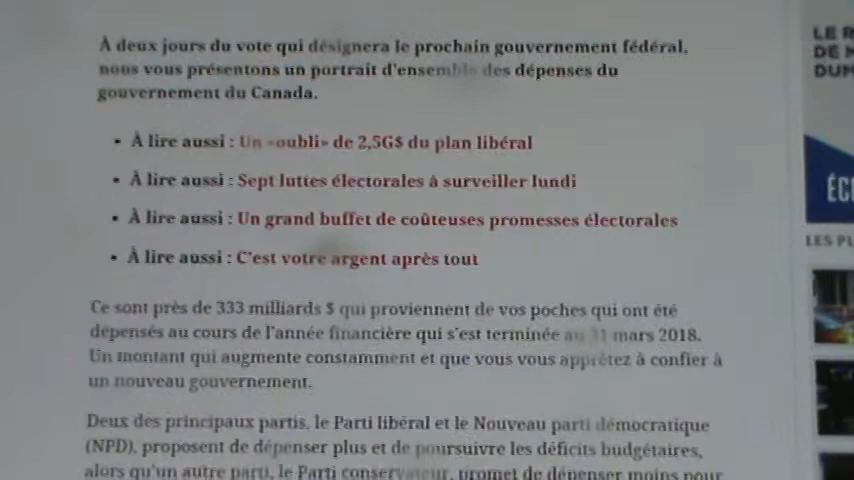 À deux jours du vote qui désignera le prochain gouvernement fédéral,
nous vous présentons un portrait d'ensemble des dépenses du
gouvernement du Canada.
• À lire aussi : Un «oubli» de 2,5G$ du plan libéral
• À lire aussi : Sept luttes électorales à surveiller lundi
• À lire aussi : Un grand buffet de coûteuses promesses électorales
• À lire aussi : C'est votre argent après tout
Ce sont près de 333 milliards $ qui proviennent de vos poches qui ont été
dépensés au cours de l'année financière qui s'est terminée au 31 mars 2018.
Un montant qui augmente constamment et que vous vous apprêtez à confier à
un nouveau gouvernement.
Deux des principaux partis, le Parti libéral et le Nouveau parti démocratique
(NPD), proposent de dépenser plus et de poursuivre les déficits budgétaires,
alors qu'un autre parti, le Parti conservateur, promet de dépenser moins pour
LE R
DE M
DUM
ÉC
LES PL